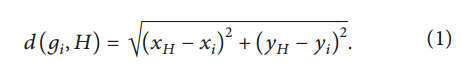 d(g_i, H) = √((x_H − x_i)² + (y_H − y_i)²). (1)